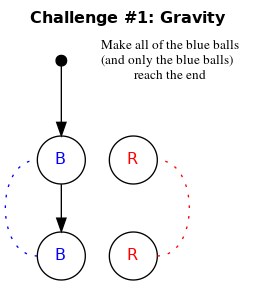 Challenge #1: Gravity
Make all of the blue balls
(and only the blue balls)
reach the end
B
R
B
R